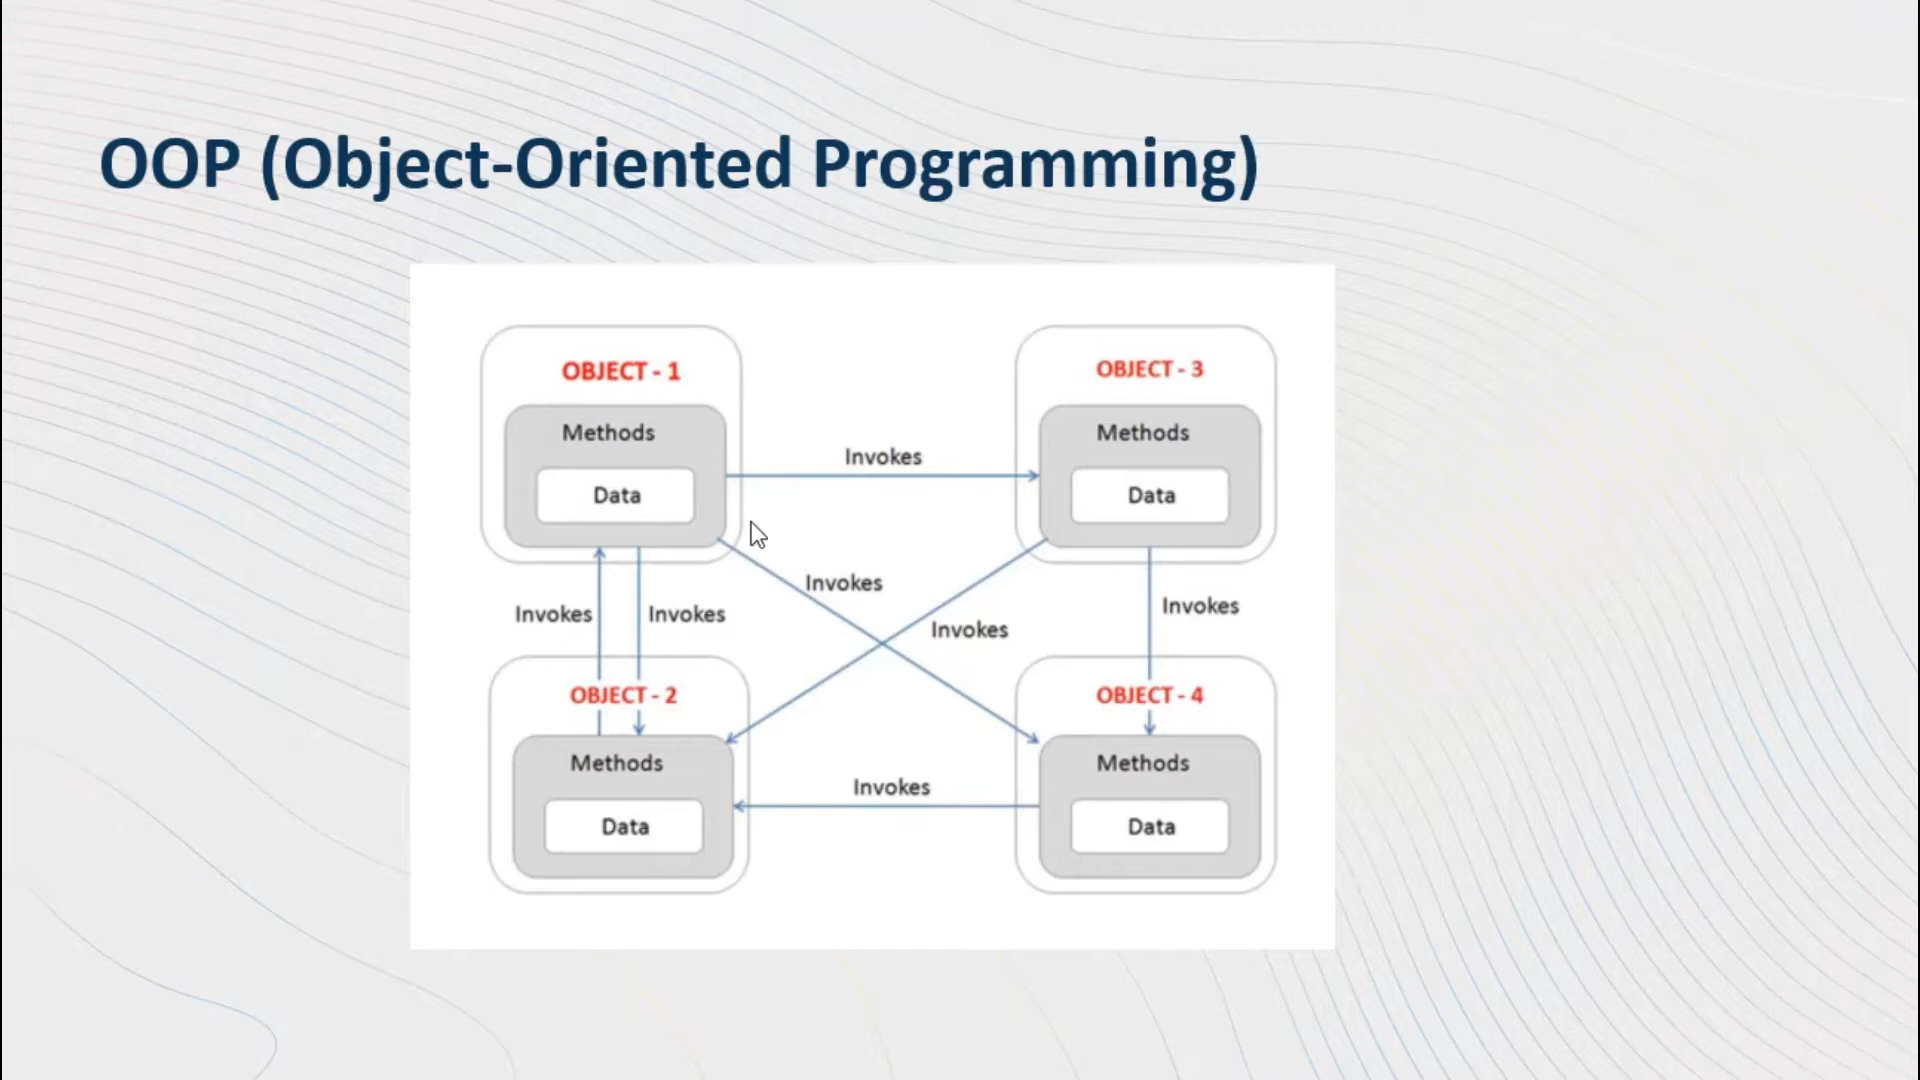 OOP (Object-Oriented Programming)
OBJECT - 1
Methods
Data
Invokes
OBJECT - 3
Methods
Data
Invokes
Invokes
Invokes
Invokes
Invokes
OBJECT - 2
Methods
Data
Invokes
OBJECT - 4
Methods
Data